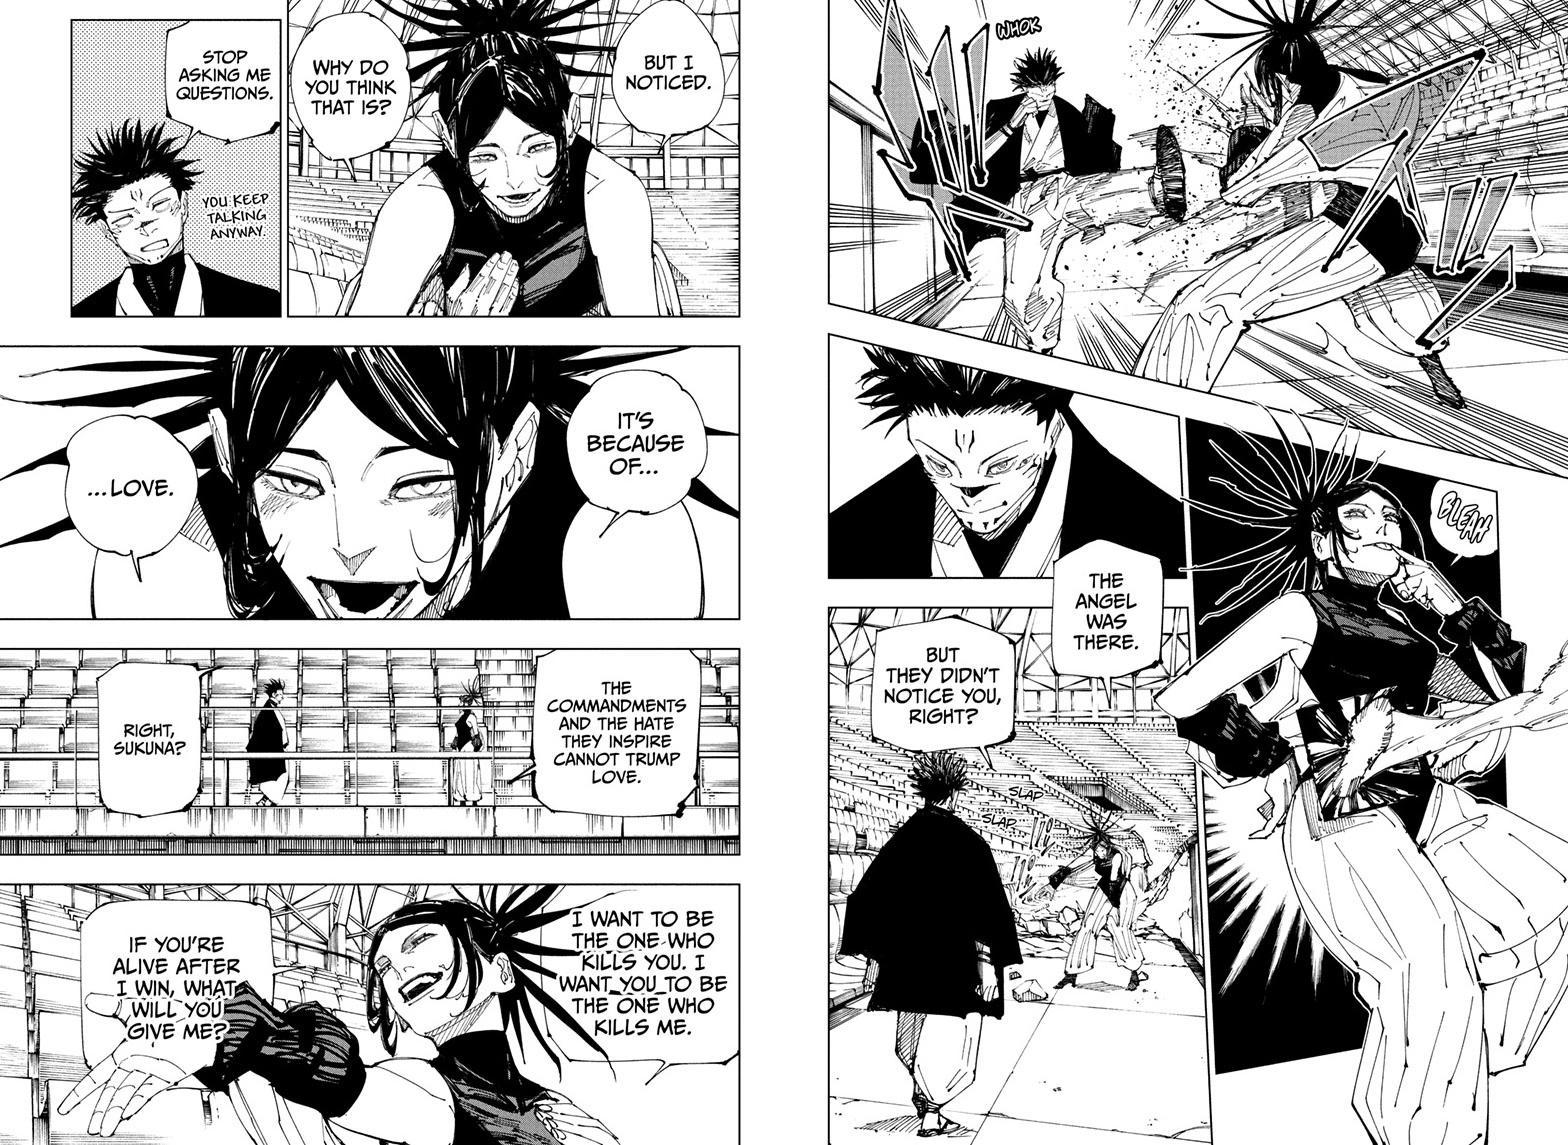 WHOK
BLEAH
THE
ANGEL
WAS
THERE.
BUT
THEY DIDN'T
NOTICE YOU,
RIGHT?
SLAP
SLAP
BUT I
NOTICED.
WHY DO
YOU THINK
THAT IS?
STOP
ASKING ME
QUESTIONS.
YOU KEEP
TALKING
ANYWAY.
IT'S
BECAUSE
OF...
...LOVE.
THE
COMMANDMENTS
AND THE HATE
THEY INSPIRE
CANNOT TRUMP
LOVE.
RIGHT,
SUKUNA?
I WANT TO BE
THE ONE WHO
KILLS YOU. I
WANT YOU TO BE
THE ONE WHO
KILLS ME.
IF YOU'RE
ALIVE AFTER
I WIN, WHAT
WILL YOU
GIVE ME?